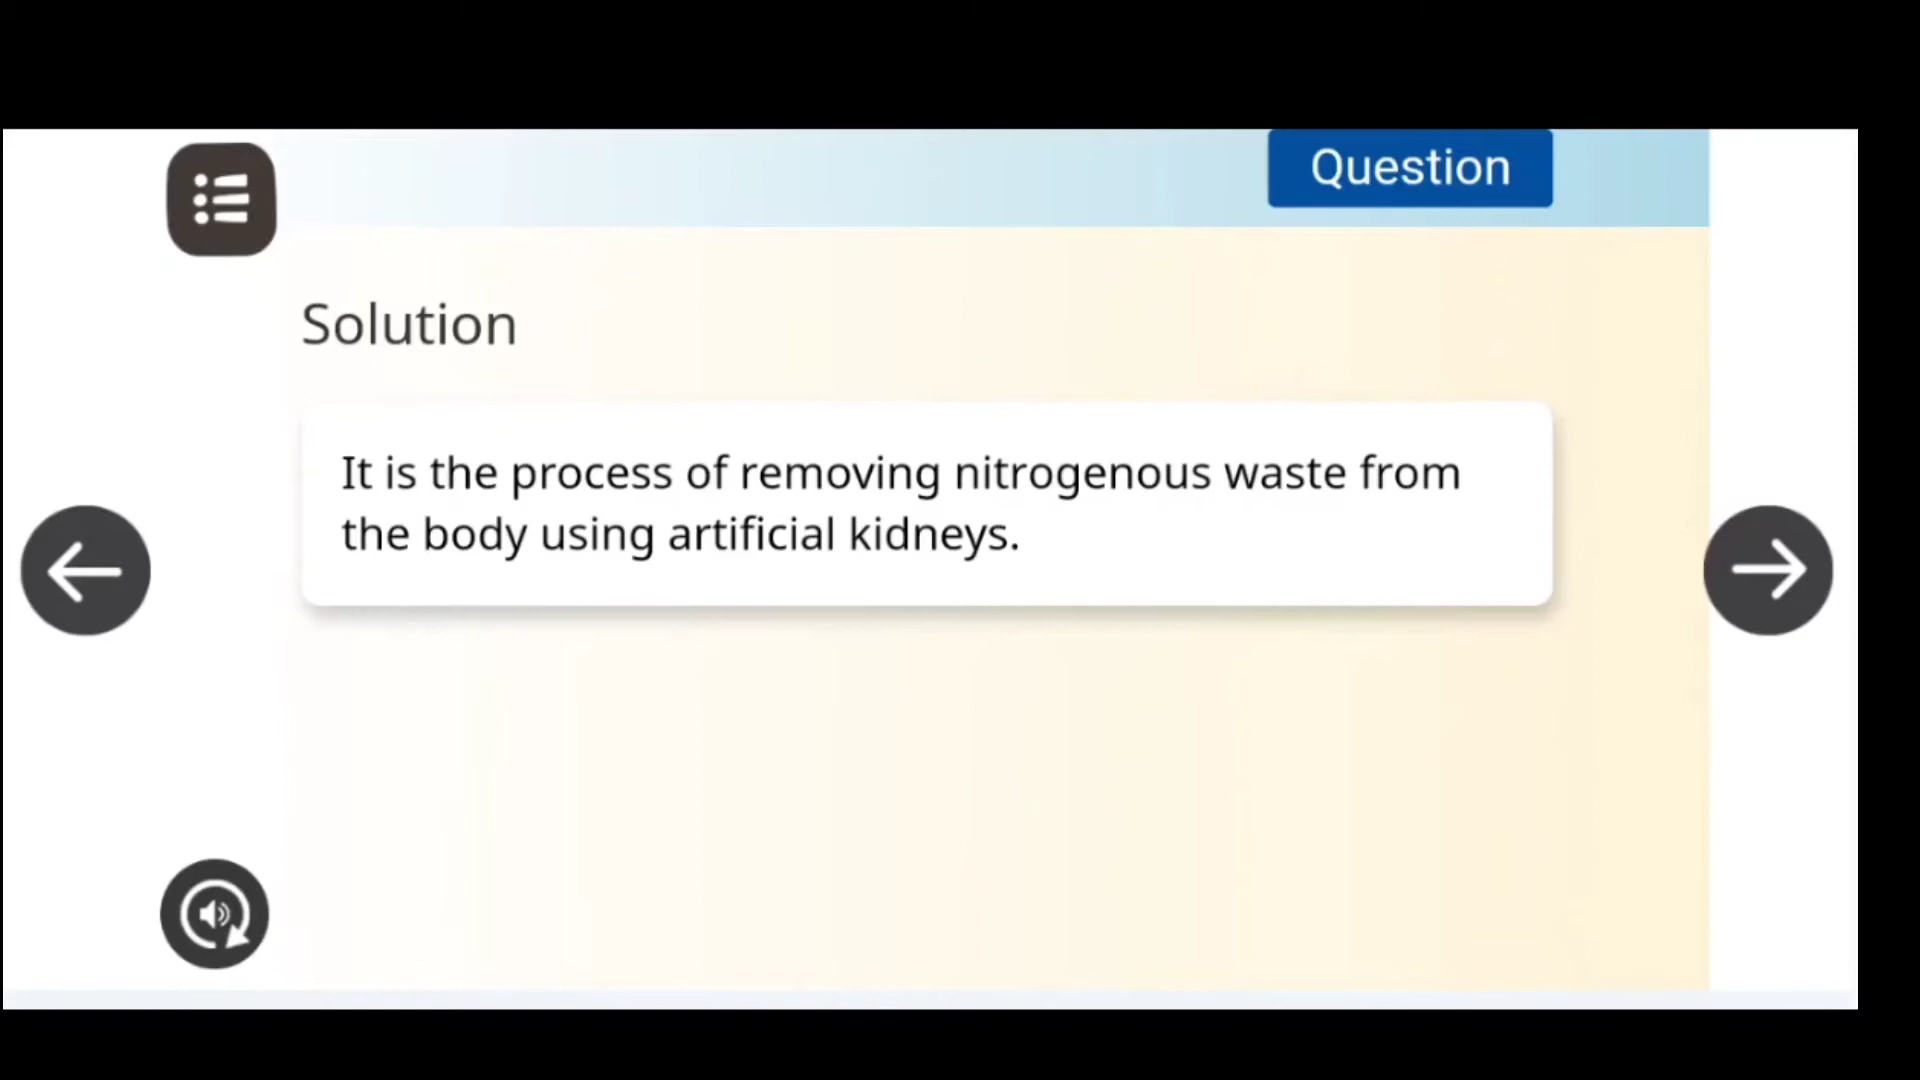 Question
Solution
It is the process of removing nitrogenous waste from
the body using artificial kidneys.